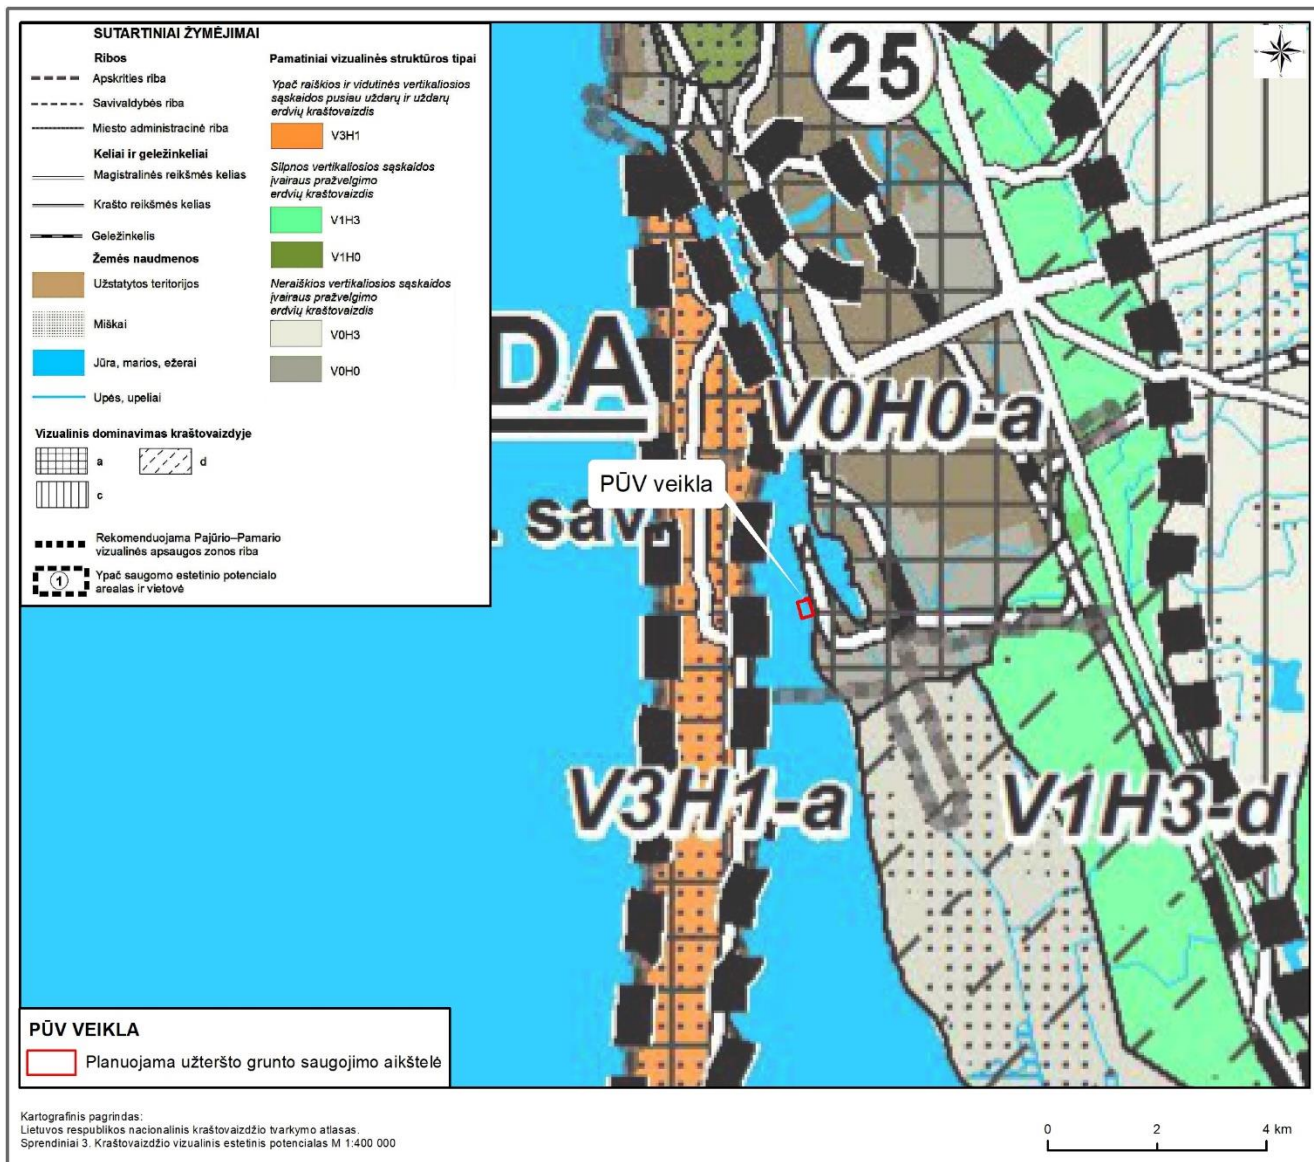 SUTARTINIAI ŽYMĖJIMAI
Ribos
Apskrities riba
Savivaldybės riba
Miesto administracinė riba
Keliai ir geležinkeliai
Magistralinės reikšmės kelias
Krašto reikšmės kelias
Geležinkelis
Žemės naudmenos
Užstatytos teritorijos
Miškai
Jūra, marios, ežerai
Upės, upeliai
Pamatiniai vizualinės struktūros tipai
Ypač raiškios ir vidutinės vertikaliosios
sąskaidos pusiau uždarų ir uždarų
erdvių kraštovaizdis
V3H1
Silpnos vertikaliosios sąskaidos
įvairaus pražvelgimo
erdvių kraštovaizdis
V1H3
V1H0
Neraiškios vertikaliosios sąskaidos
įvairaus pražvelgimo
erdvių kraštovaizdis
V0H3
V0H0
Vizualinis dominavimas kraštovaizdyje
a
d
c
Rekomenduojama Pajūrio–Pamario
vizualinės apsaugos zonos riba
1
Ypač saugomo estetinio potencialo
arealas ir vietovė
25
DA
V0H0-a
PŪV veikla
. sav.
V3H1-a
V1H3-d
PŪV VEIKLA
Planuojama užteršto grunto saugojimo aikštelė
Kartografinis pagrindas:
Lietuvos respublikos nacionalinis kraštovaizdžio tvarkymo atlasas.
Sprendiniai 3. Kraštovaizdžio vizualinis estetinis potencialas M 1:400 000
0 2 4 km